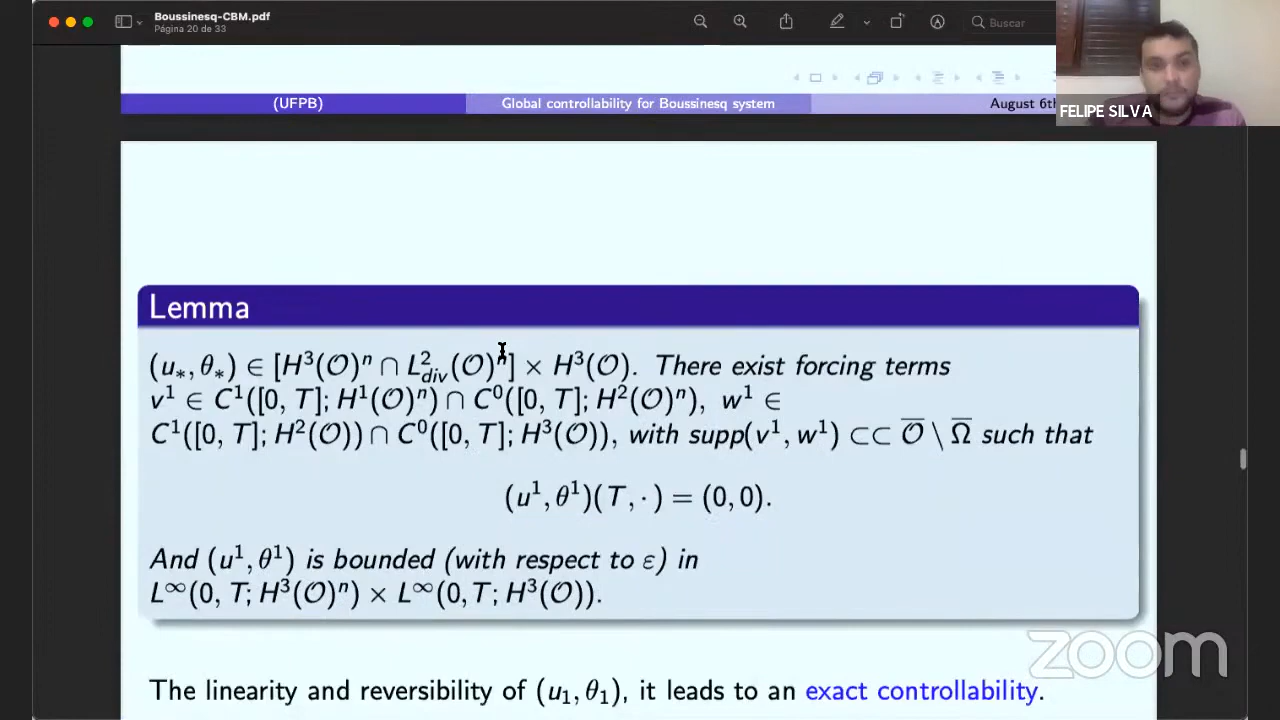 Boussinesq-CBM.pdf
Página 20 de 33
Buscar
(UFPB)
Global controllability for Boussinesq system
August 6th
FELIPE SILVA
Lemma
(u_*, θ_*) ∈ [H^3(𝒪)^n ∩ L^2_{div}(𝒪)^n] × H^3(𝒪). There exist forcing terms
v^1 ∈ C^1([0, T]; H^1(𝒪)^n) ∩ C^0([0, T]; H^2(𝒪)^n), w^1 ∈
C^1([0, T]; H^2(𝒪)) ∩ C^0([0, T]; H^3(𝒪)), with supp(v^1, w^1) ⊂⊂ \overline{𝒪} \ \overline{Ω} such that
(u^1, θ^1)(T, ·) = (0, 0).
And (u^1, θ^1) is bounded (with respect to ε) in
L^∞(0, T; H^3(𝒪)^n) × L^∞(0, T; H^3(𝒪)).
zoom
The linearity and reversibility of (u_1, θ_1), it leads to an exact controllability.